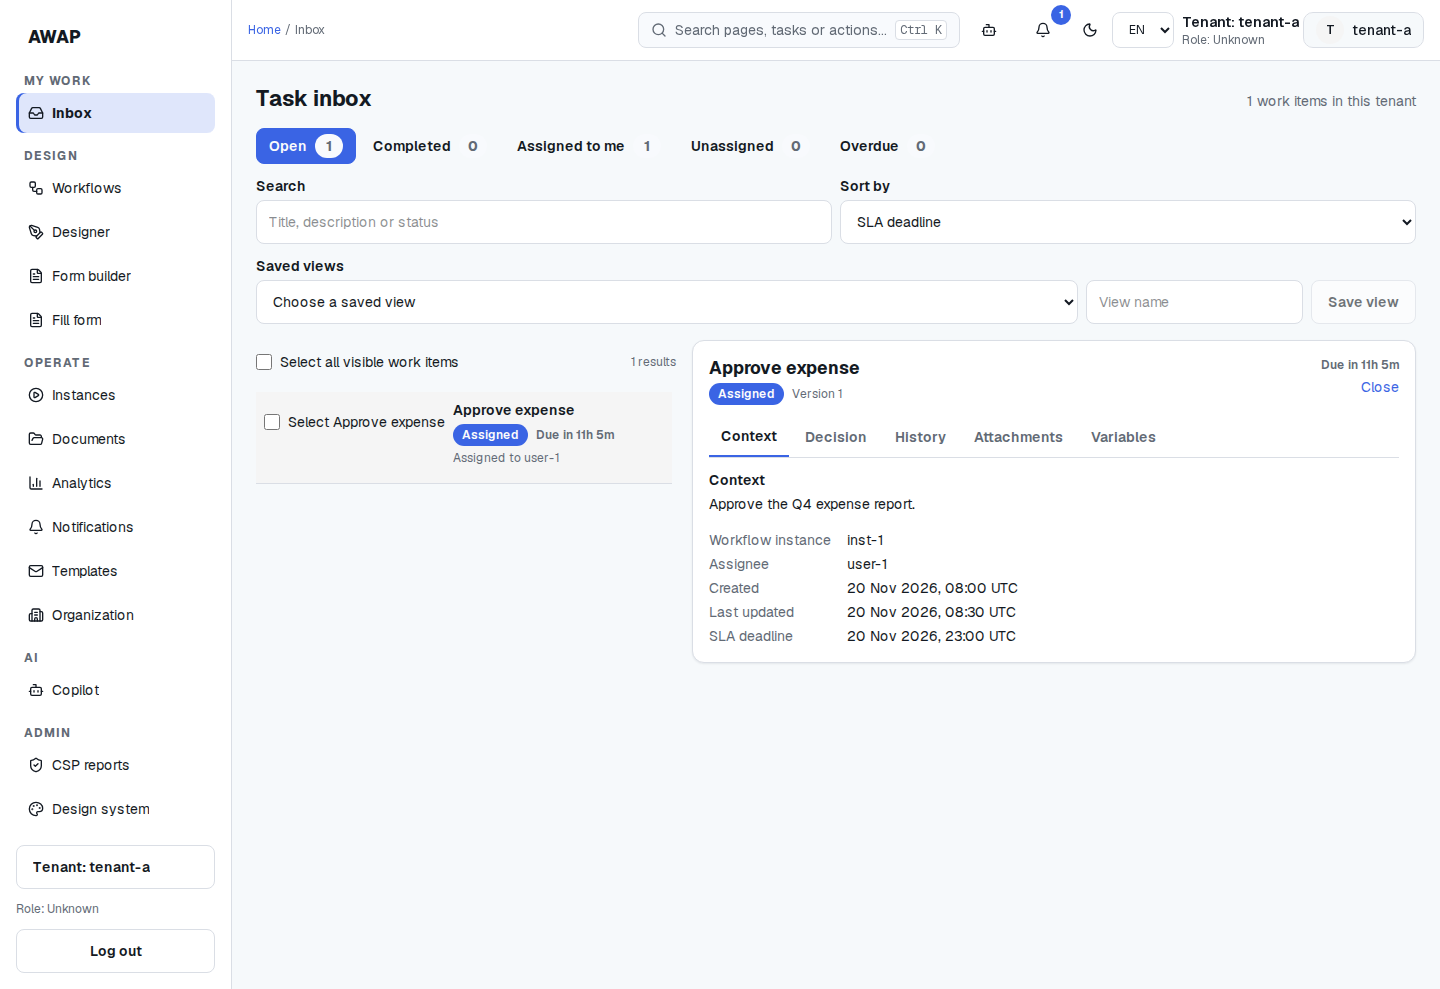 AWAP
MY WORK
Inbox
DESIGN
Workflows
Designer
Form builder
Fill form
OPERATE
Instances
Documents
Analytics
Notifications
Templates
Organization
AI
Copilot
ADMIN
CSP reports
Design system
Tenant: tenant-a
Role: Unknown
Log out
Home / Inbox
Search pages, tasks or actions... Ctrl K
1
EN
Tenant: tenant-a
Role: Unknown
T tenant-a
Task inbox
1 work items in this tenant
Open 1 Completed 0 Assigned to me 1 Unassigned 0 Overdue 0
Search
Title, description or status
Sort by
SLA deadline
Saved views
Choose a saved view
View name
Save view
Select all visible work items
1 results
Select Approve expense
Approve expense
Assigned Due in 11h 5m
Assigned to user-1
Approve expense
Assigned Version 1
Due in 11h 5m
Close
Context Decision History Attachments Variables
Context
Approve the Q4 expense report.
Workflow instance inst-1
Assignee user-1
Created 20 Nov 2026, 08:00 UTC
Last updated 20 Nov 2026, 08:30 UTC
SLA deadline 20 Nov 2026, 23:00 UTC